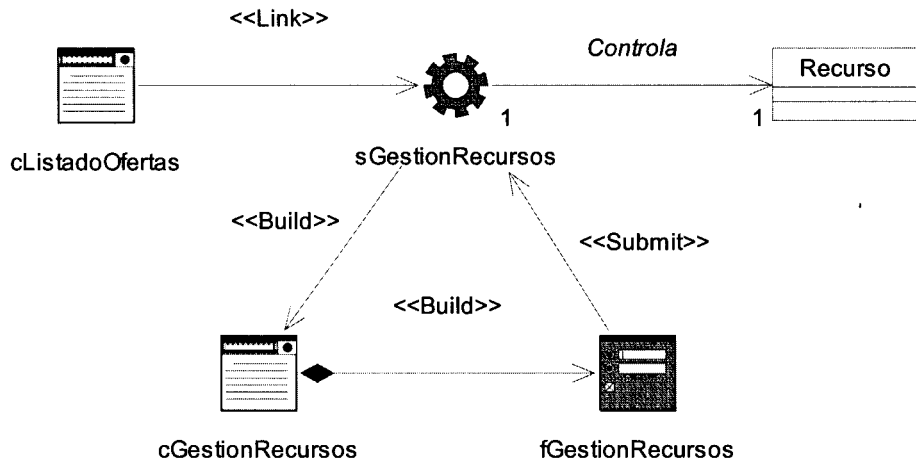 <<Link>>
Controla
Recurso
1
1
cListadoOfertas
sGestionRecursos
<<Build>>
<<Submit>>
<<Build>>
cGestionRecursos
fGestionRecursos